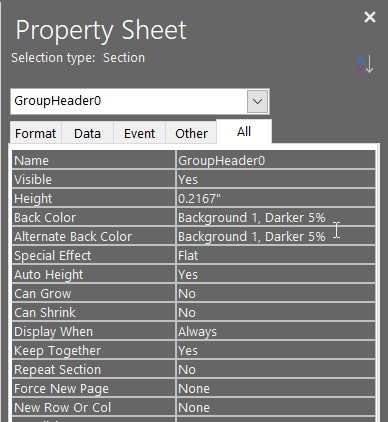 Property Sheet
Selection type: Section
GroupHeader0
Format Data Event Other All
Name GroupHeader0
Visible Yes
Height 0.2167"
Back Color Background 1, Darker 5%
Alternate Back Color Background 1, Darker 5%
Special Effect Flat
Auto Height Yes
Can Grow No
Can Shrink No
Display When Always
Keep Together Yes
Repeat Section No
Force New Page None
New Row Or Col None